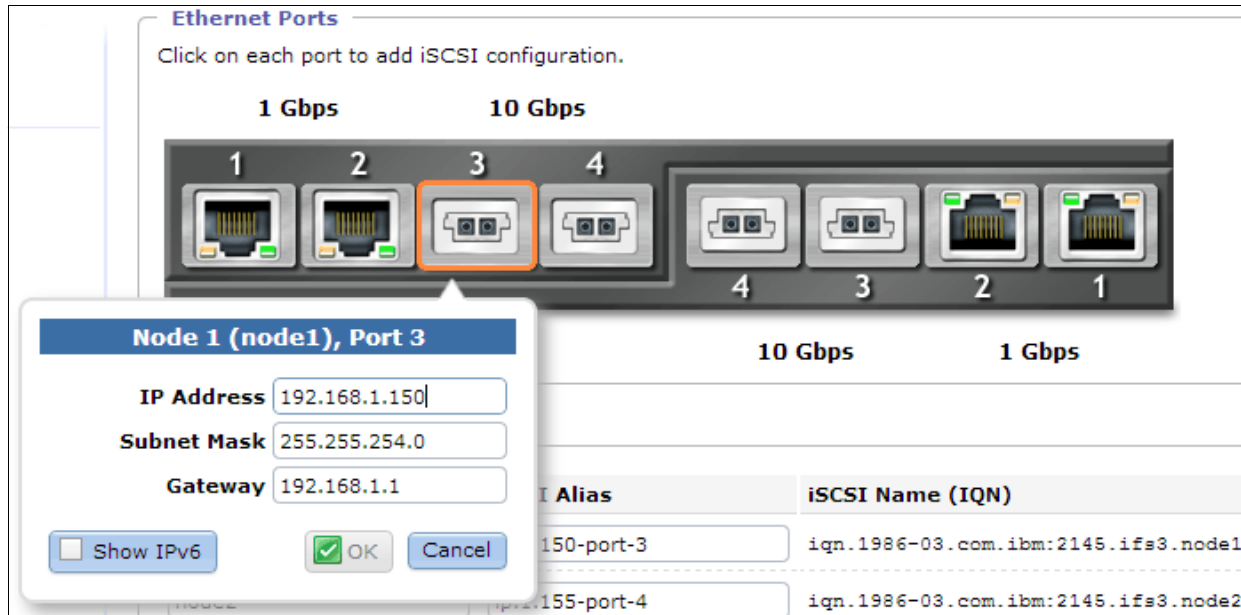 Ethernet Ports
Click on each port to add iSCSI configuration.
1 Gbps 10 Gbps
1 2 3 4
4 3 2 1
10 Gbps 1 Gbps
Node 1 (node1), Port 3
IP Address 192.168.1.150
Subnet Mask 255.255.254.0
Gateway 192.168.1.1
Show IPv6 OK Cancel
Alias iSCSI Name (IQN)
150-port-3 iqn.1986-03.com.ibm:2145.ifs3.node1
155-port-4 iqn.1986-03.com.ibm:2145.ifs3.node2